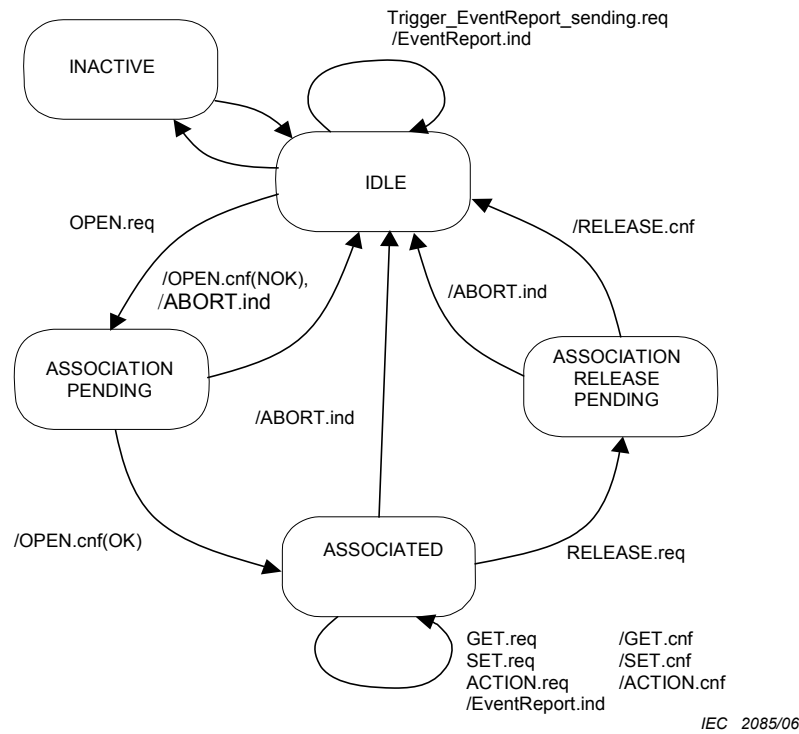 Trigger_EventReport_sending.req
/EventReport.ind
INACTIVE
IDLE
OPEN.req
/RELEASE.cnf
/OPEN.cnf(NOK),
/ABORT.ind
/ABORT.ind
ASSOCIATION
PENDING
ASSOCIATION
RELEASE
PENDING
/ABORT.ind
/OPEN.cnf(OK)
ASSOCIATED
RELEASE.req
GET.req /GET.cnf
SET.req /SET.cnf
ACTION.req /ACTION.cnf
/EventReport.ind
IEC 2085/06